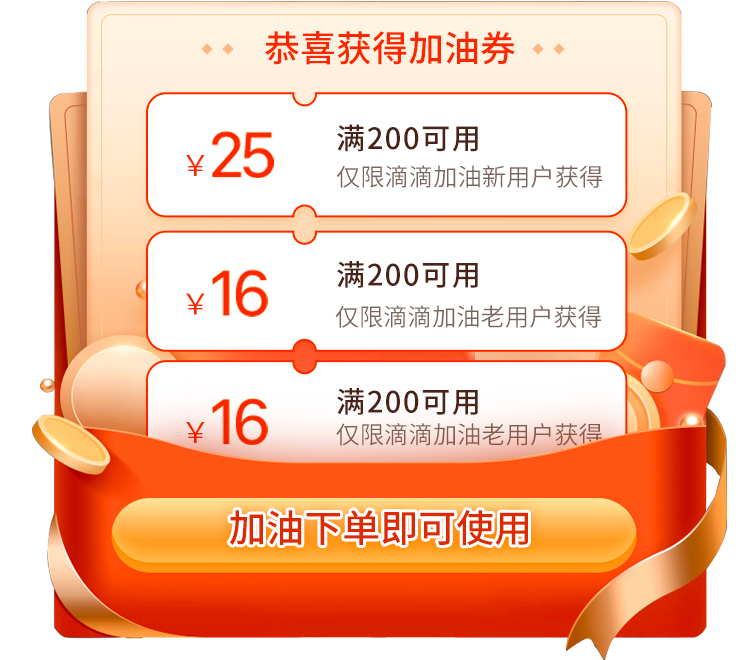 恭喜获得加油券
¥25
满200可用
仅限滴滴加油新用户获得
¥16
满200可用
仅限滴滴加油老用户获得
¥16
满200可用
仅限滴滴加油老用户获得
加油下单即可使用